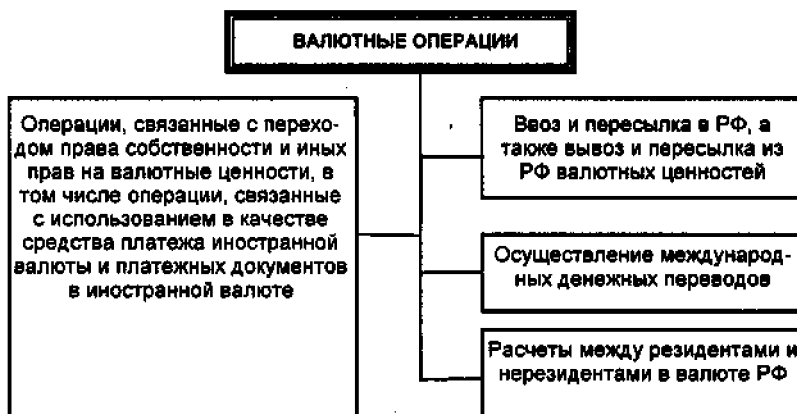 ВАЛЮТНЫЕ ОПЕРАЦИИ
Операции, связанные с перехо-
дом права собственности и иных
прав на валютные ценности, в
том числе операции, связанные
с использованием в качестве
средства платежа иностранной
валюты и платежных документов
в иностранной валюте
Ввоз и пересылка в РФ, а
также вывоз и пересылка из
РФ валютных ценностей
Осуществление международ-
ных денежных переводов
Расчеты между резидентами и
нерезидентами в валюте РФ